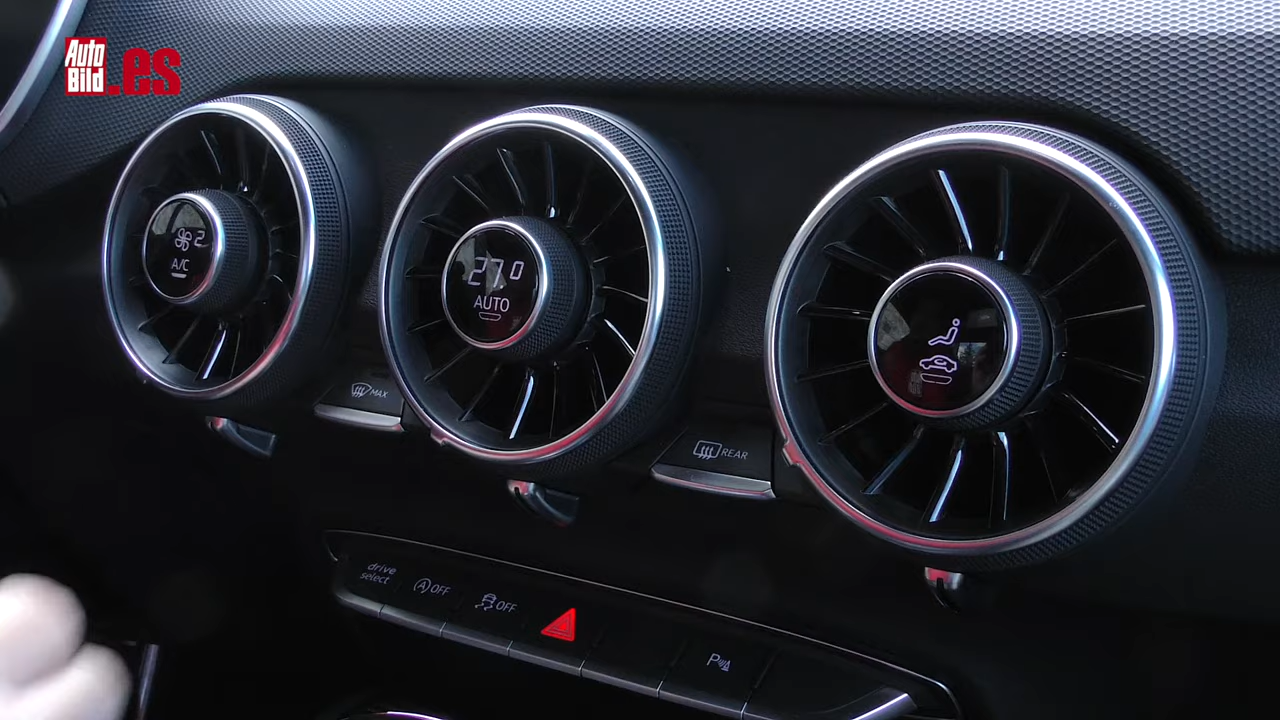 Auto
Bild
.es
2
A/C
27.0
AUTO
MAX
REAR
drive
select
A OFF
OFF
P